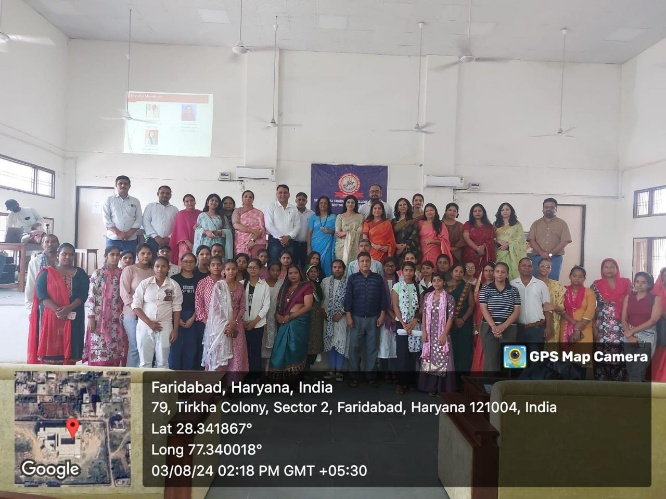 GPS Map Camera
Faridabad, Haryana, India
79, Tirkha Colony, Sector 2, Faridabad, Haryana 121004, India
Lat 28.341867°
Long 77.340018°
03/08/24 02:18 PM GMT +05:30
Google